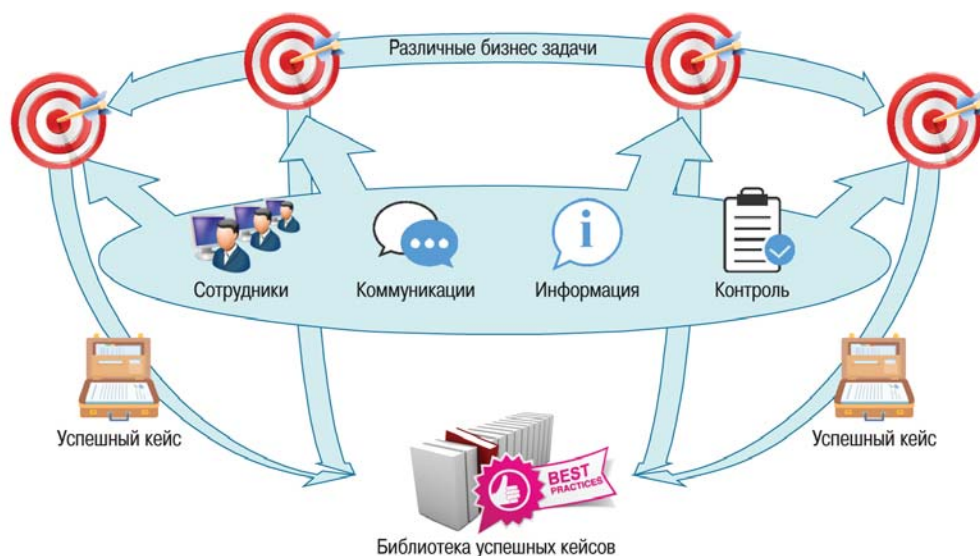 Различные бизнес задачи
Сотрудники
Коммуникации
i
Информация
Контроль
Успешный кейс
Успешный кейс
BEST
PRACTICES
Библиотека успешных кейсов